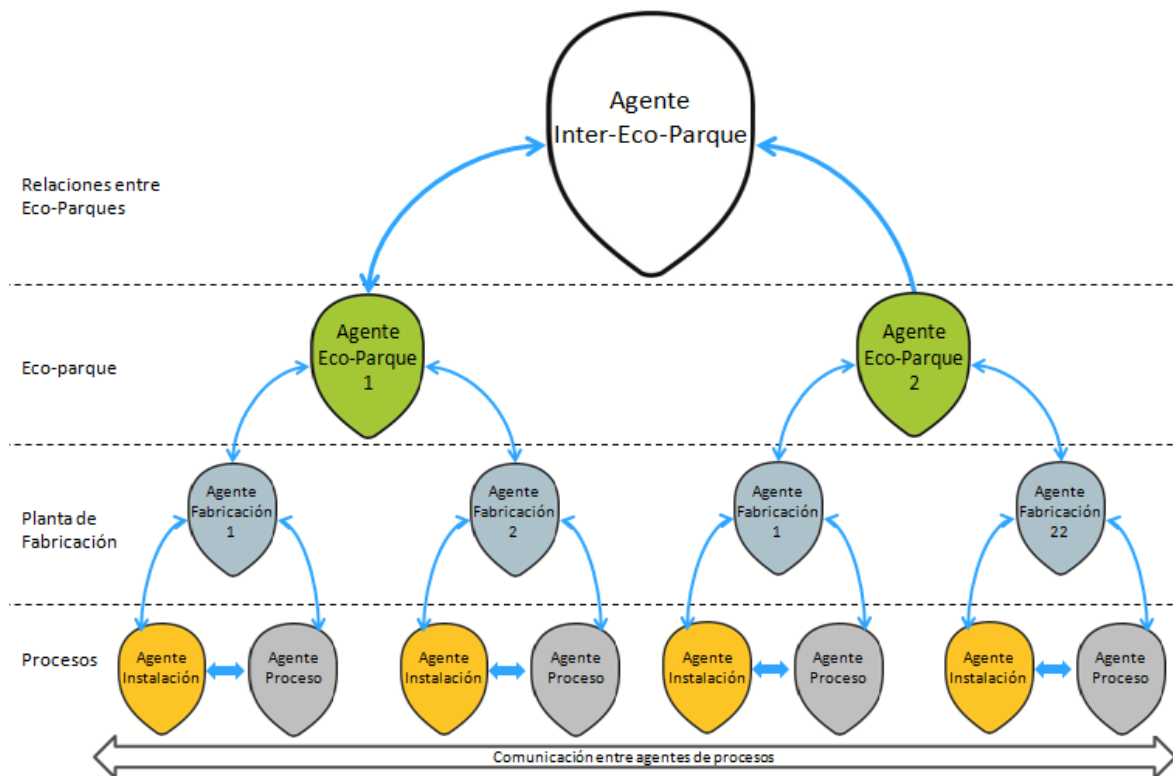 Agente
Inter-Eco-Parque
Relaciones entre
Eco-Parques
Agente
Eco-Parque
1
Agente
Eco-Parque
2
Eco-parque
Agente
Fabricación
1
Agente
Fabricación
2
Agente
Fabricación
1
Agente
Fabricación
22
Planta de
Fabricación
Procesos
Agente
Instalación
Agente
Proceso
Agente
Instalación
Agente
Proceso
Agente
Instalación
Agente
Proceso
Agente
Instalación
Agente
Proceso
Comunicación entre agentes de procesos